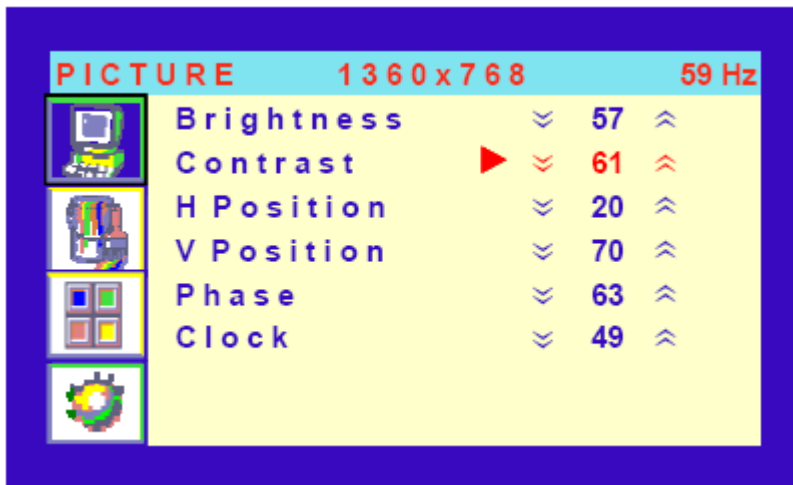 PICTURE 1360x768 59 Hz
Brightness 57
Contrast 61
H Position 20
V Position 70
Phase 63
Clock 49